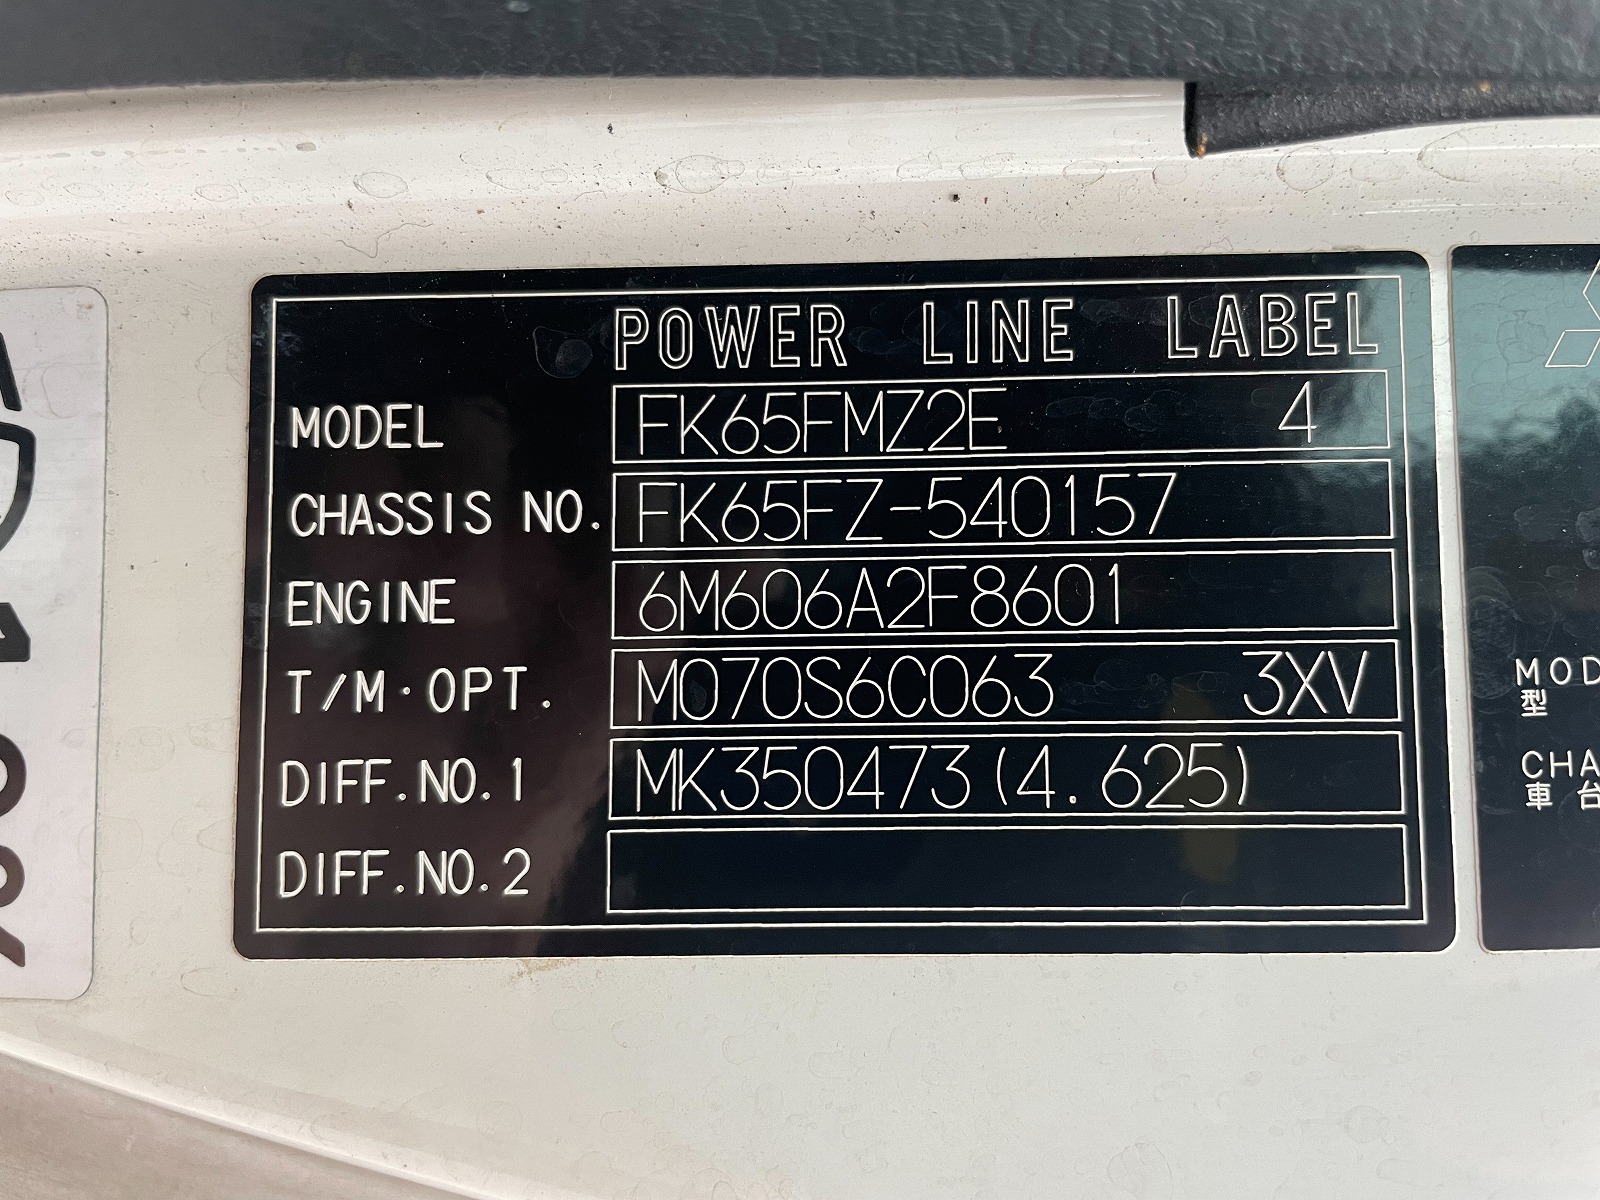 POWER LINE LABEL
MODEL FK65FMZ2E 4
CHASSIS NO. FK65FZ-540157
ENGINE 6M606A2F8601
T/M·OPT. M070S6C063 3XV
DIFF.NO.1 MK350473(4.625)
DIFF.NO.2
MOD
型
CHA
車台